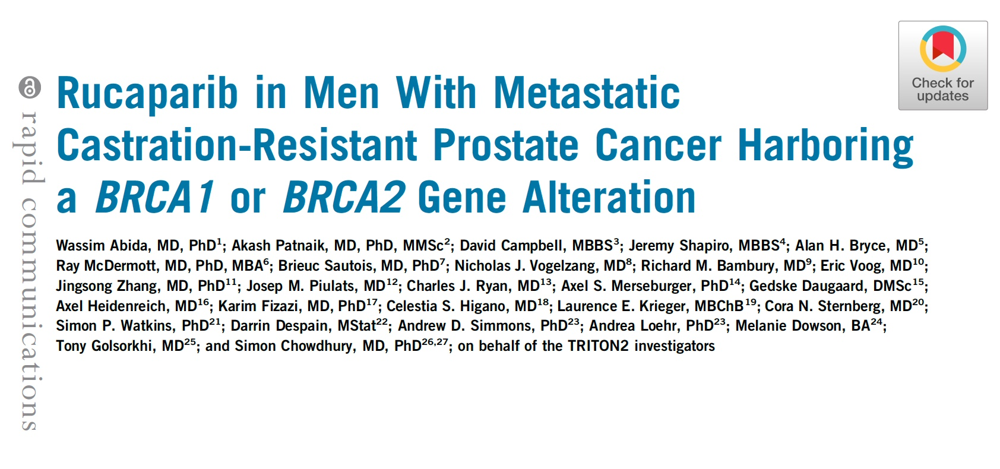 Check for
updates
rapid communications
Rucaparib in Men With Metastatic
Castration-Resistant Prostate Cancer Harboring
a BRCA1 or BRCA2 Gene Alteration
Wassim Abida, MD, PhD1; Akash Patnaik, MD, PhD, MMSc2; David Campbell, MBBS3; Jeremy Shapiro, MBBS4; Alan H. Bryce, MD5;
Ray McDermott, MD, PhD, MBA6; Brieuc Sautois, MD, PhD7; Nicholas J. Vogelzang, MD8; Richard M. Bambury, MD9; Eric Voog, MD10;
Jingsong Zhang, MD, PhD11; Josep M. Piulats, MD12; Charles J. Ryan, MD13; Axel S. Merseburger, PhD14; Gedske Daugaard, DMSc15;
Axel Heidenreich, MD16; Karim Fizazi, MD, PhD17; Celestia S. Higano, MD18; Laurence E. Krieger, MBChB19; Cora N. Sternberg, MD20;
Simon P. Watkins, PhD21; Darrin Despain, MStat22; Andrew D. Simmons, PhD23; Andrea Loehr, PhD23; Melanie Dowson, BA24;
Tony Golsorkhi, MD25; and Simon Chowdhury, MD, PhD26,27; on behalf of the TRITON2 investigators